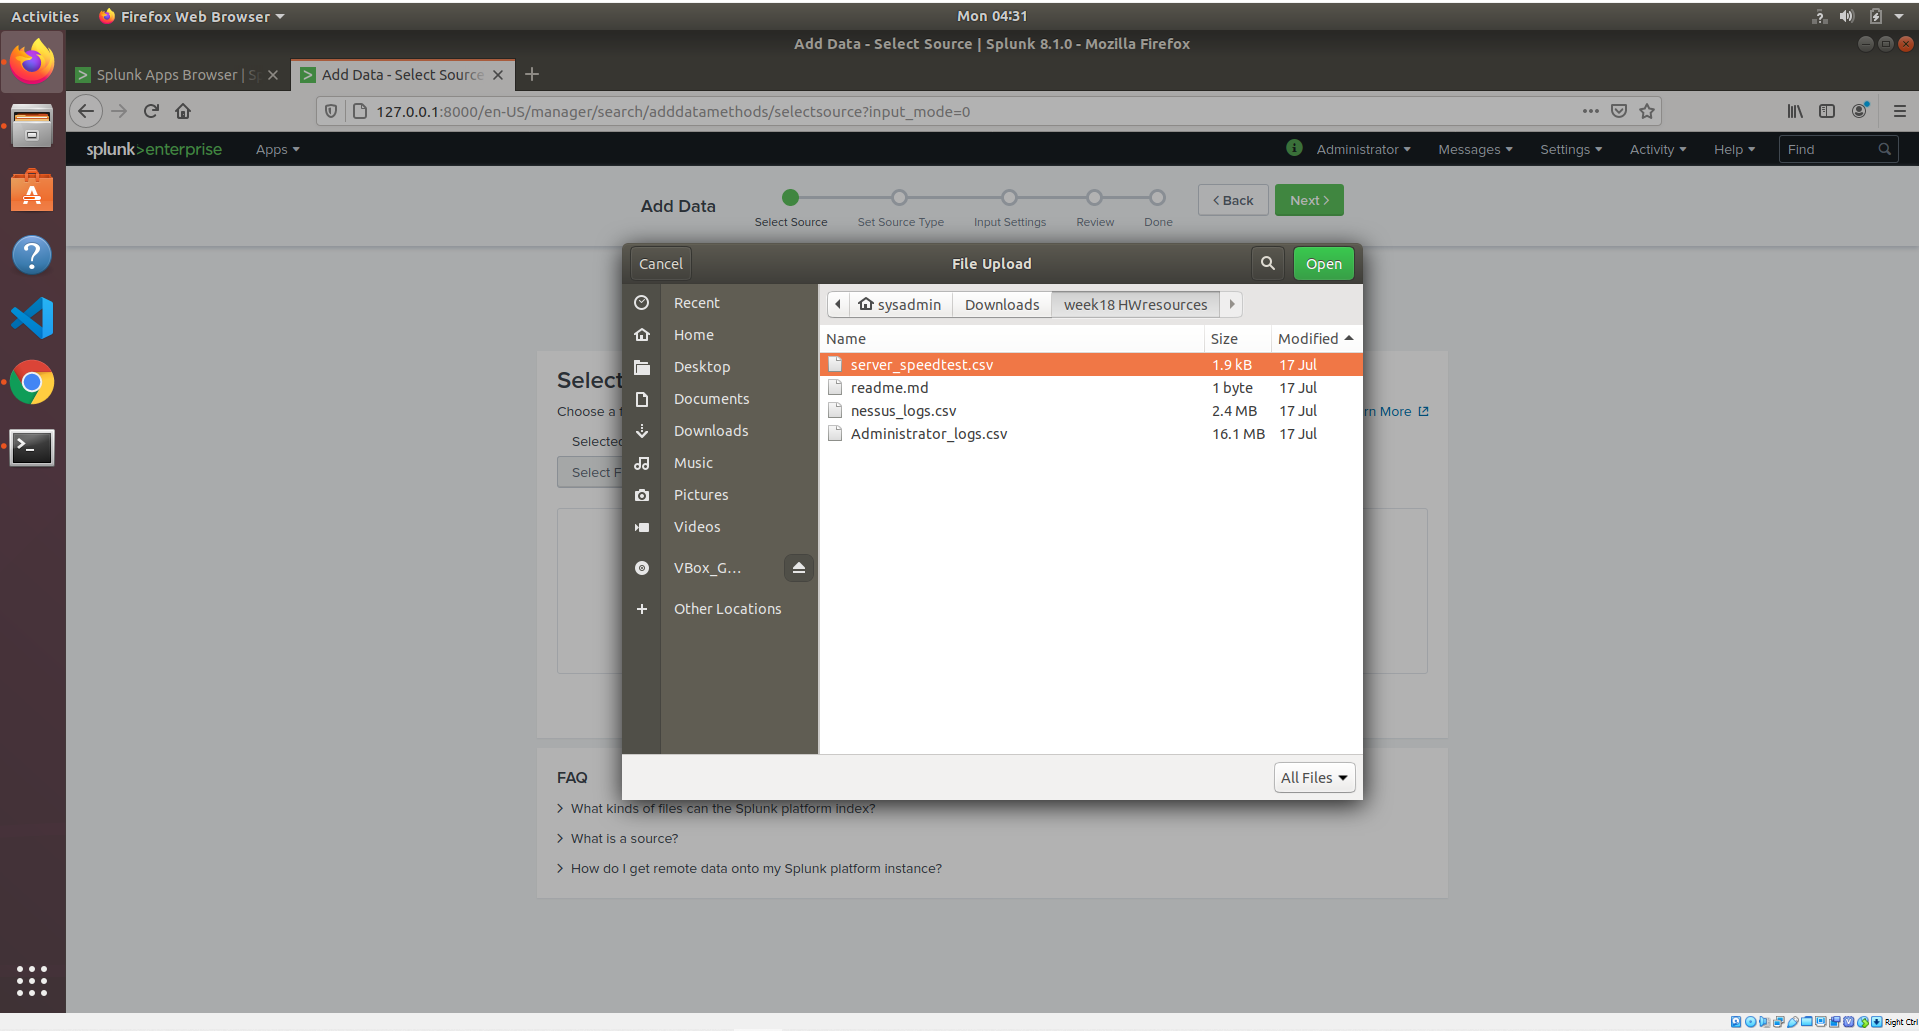 Activities Firefox Web Browser Mon 04:31
Add Data - Select Source | Splunk 8.1.0 - Mozilla Firefox
Splunk Apps Browser | S Add Data - Select Source
127.0.0.1:8000/en-US/manager/search/adddatamethods/selectsource?input_mode=0
splunk>enterprise Apps Administrator Messages Settings Activity Help Find
Add Data Back Next
Select Source Set Source Type Input Settings Review Done
Cancel File Upload Open
Recent
Home
Desktop
Documents
Downloads
Music
Pictures
Videos
VBox_G...
Other Locations
sysadmin Downloads week18 HWresources
Name Size Modified
server_speedtest.csv 1.9 kB 17 Jul
readme.md 1 byte 17 Jul
nessus_logs.csv 2.4 MB 17 Jul
Administrator_logs.csv 16.1 MB 17 Jul
All Files
Select
Choose a f rn More
Selected
Select F
FAQ
What kinds of files can the Splunk platform index?
What is a source?
How do I get remote data onto my Splunk platform instance?
Right Ctrl